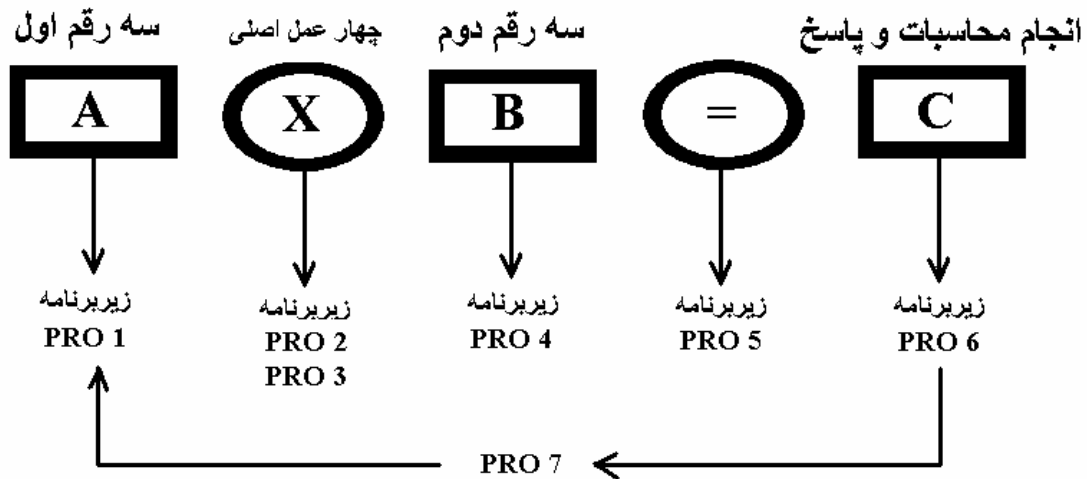 سه رقم اول
چهار عمل اصلی
سه رقم دوم
انجام محاسبات و پاسخ
A
X
B
=
C
زیربرنامه
PRO 1
زیربرنامه
PRO 2
PRO 3
زیربرنامه
PRO 4
زیربرنامه
PRO 5
زیربرنامه
PRO 6
PRO 7